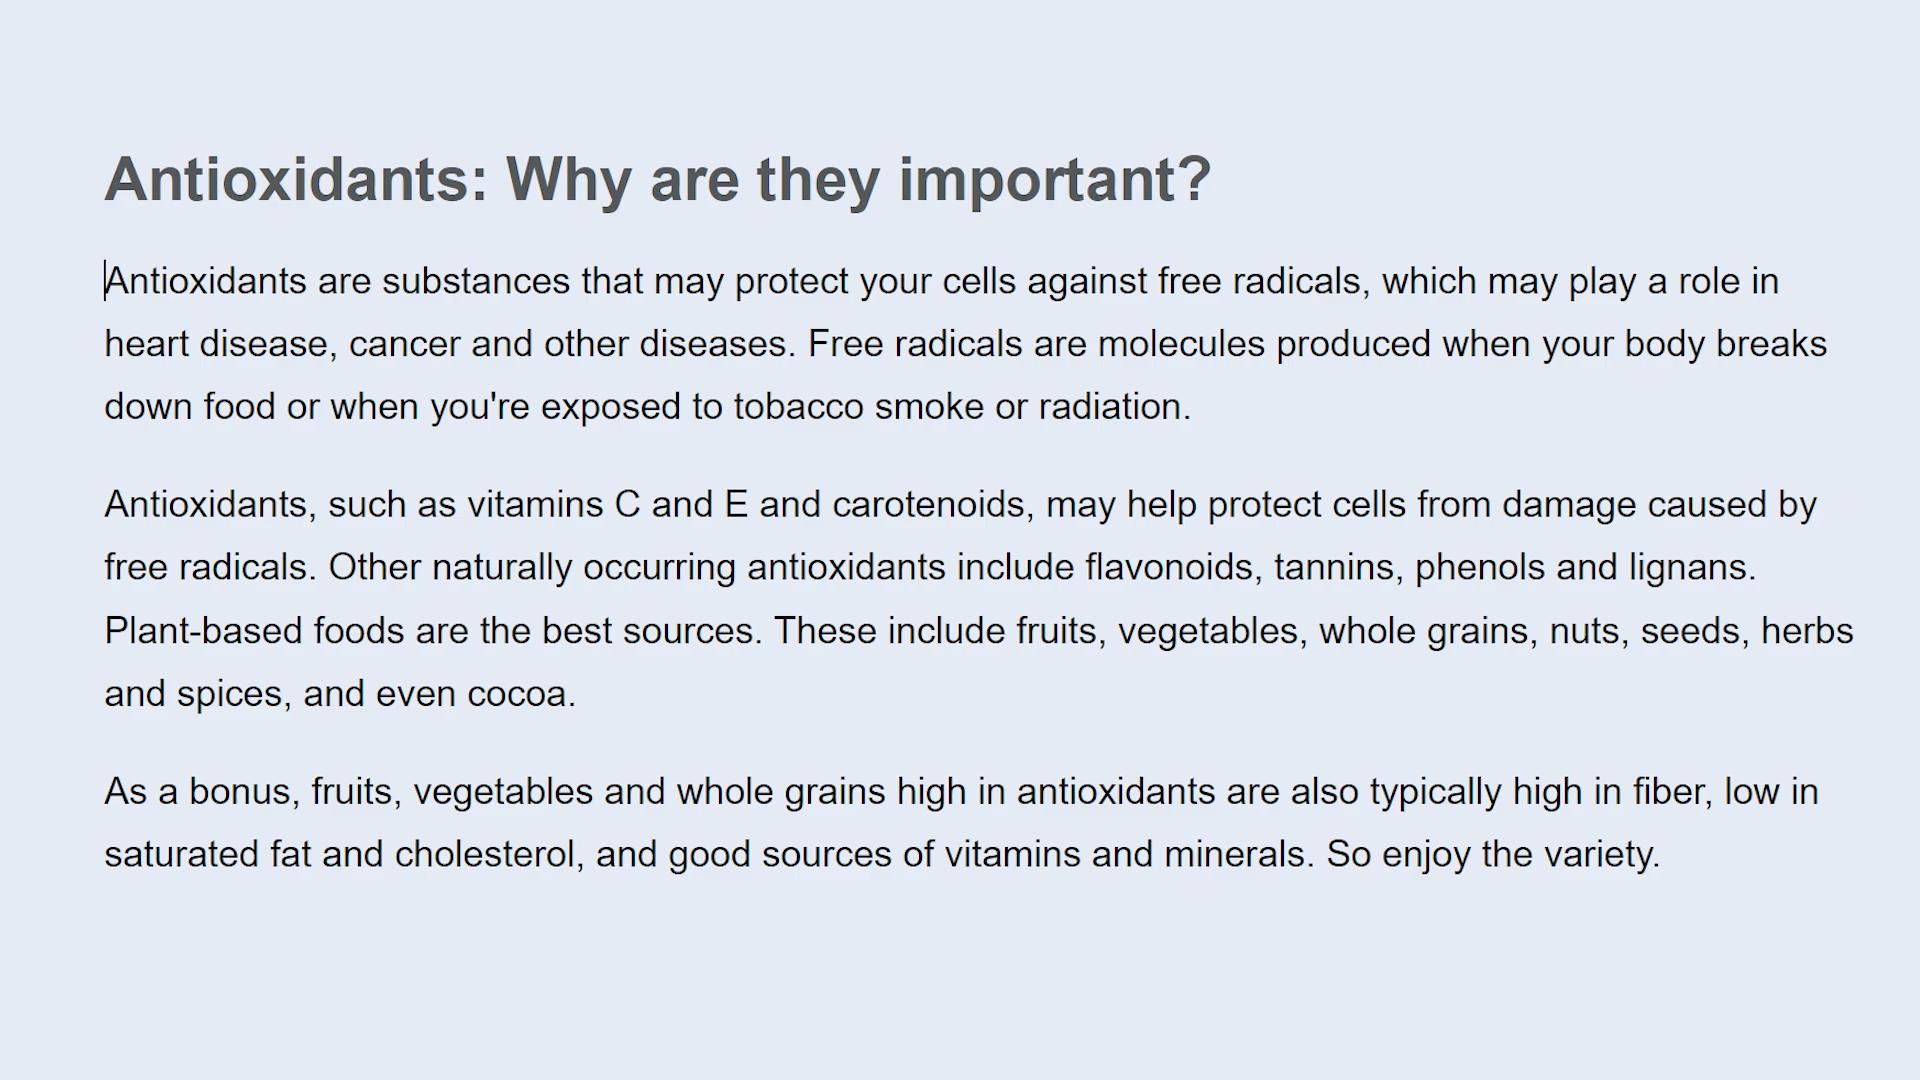 Antioxidants: Why are they important?
Antioxidants are substances that may protect your cells against free radicals, which may play a role in
heart disease, cancer and other diseases. Free radicals are molecules produced when your body breaks
down food or when you're exposed to tobacco smoke or radiation.
Antioxidants, such as vitamins C and E and carotenoids, may help protect cells from damage caused by
free radicals. Other naturally occurring antioxidants include flavonoids, tannins, phenols and lignans.
Plant-based foods are the best sources. These include fruits, vegetables, whole grains, nuts, seeds, herbs
and spices, and even cocoa.
As a bonus, fruits, vegetables and whole grains high in antioxidants are also typically high in fiber, low in
saturated fat and cholesterol, and good sources of vitamins and minerals. So enjoy the variety.